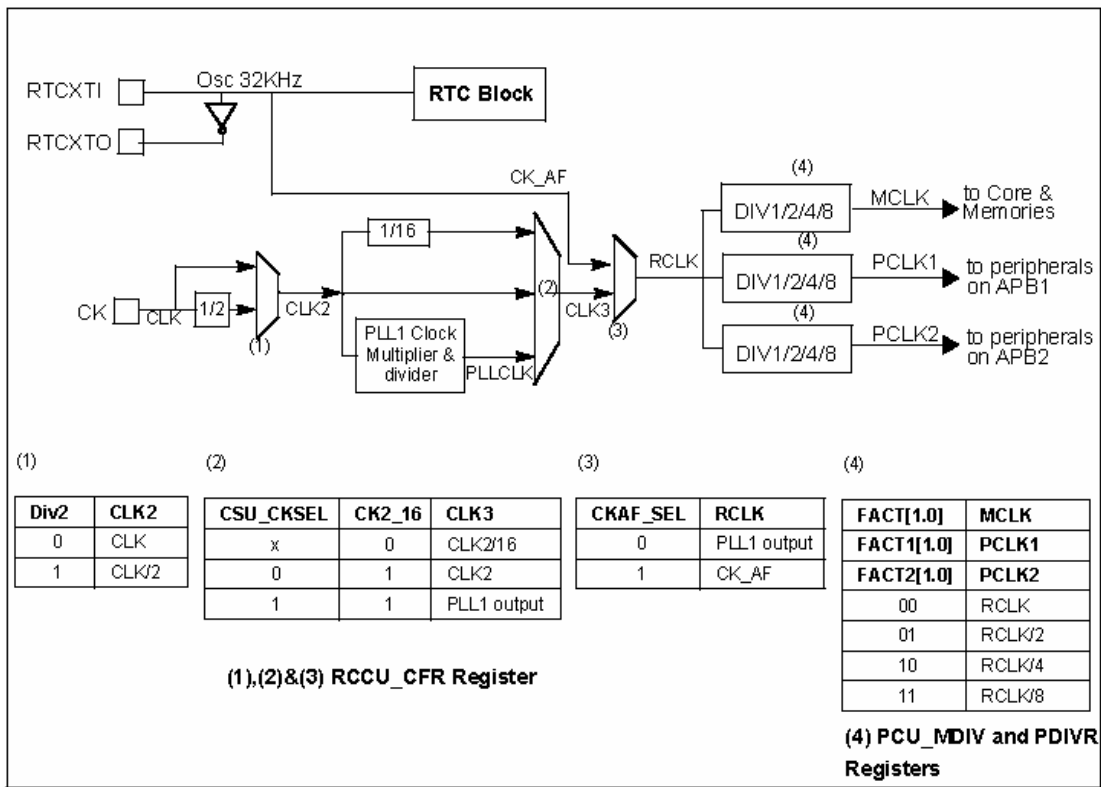 RTCXTI
Osc 32KHz
RTC Block
RTCXTO
CK_AF
(4)
DIV1/2/4/8
MCLK
to Core &
Memories
1/16
RCLK
(4)
DIV1/2/4/8
PCLK1
to peripherals
on APB1
CK
CLK
1/2
CLK2
(1)
(2)
CLK3
(3)
PLL1 Clock
Multiplier &
divider
PLLCLK
(4)
DIV1/2/4/8
PCLK2
to peripherals
on APB2
(1)
Div2 CLK2
0 CLK
1 CLK/2
(2)
CSU_CKSEL CK2_16 CLK3
x 0 CLK2/16
0 1 CLK2
1 1 PLL1 output
(3)
CKAF_SEL RCLK
0 PLL1 output
1 CK_AF
(4)
FACT[1.0] MCLK
FACT1[1.0] PCLK1
FACT2[1.0] PCLK2
00 RCLK
01 RCLK/2
10 RCLK/4
11 RCLK/8
(1),(2)&(3) RCCU_CFR Register
(4) PCU_MDIV and PDIVR
Registers